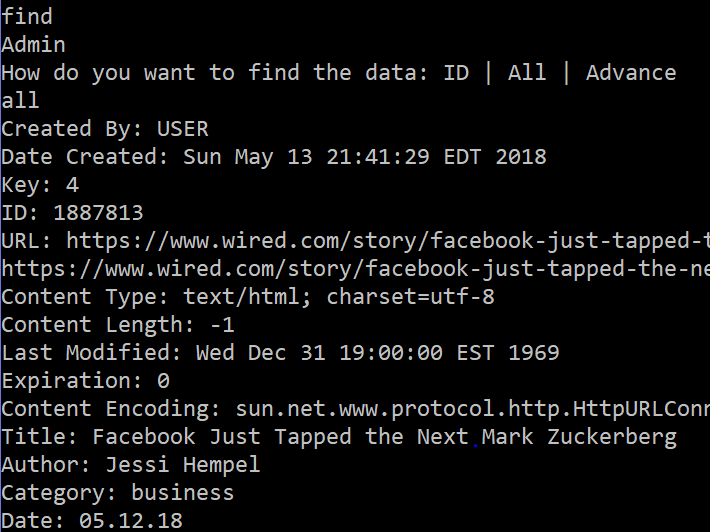 find
Admin
How do you want to find the data: ID | All | Advance
all
Created By: USER
Date Created: Sun May 13 21:41:29 EDT 2018
Key: 4
ID: 1887813
URL: https://www.wired.com/story/facebook-just-tapped-t
https://www.wired.com/story/facebook-just-tapped-the-ne
Content Type: text/html; charset=utf-8
Content Length: -1
Last Modified: Wed Dec 31 19:00:00 EST 1969
Expiration: 0
Content Encoding: sun.net.www.protocol.http.HttpURLConn
Title: Facebook Just Tapped the Next Mark Zuckerberg
Author: Jessi Hempel
Category: business
Date: 05.12.18